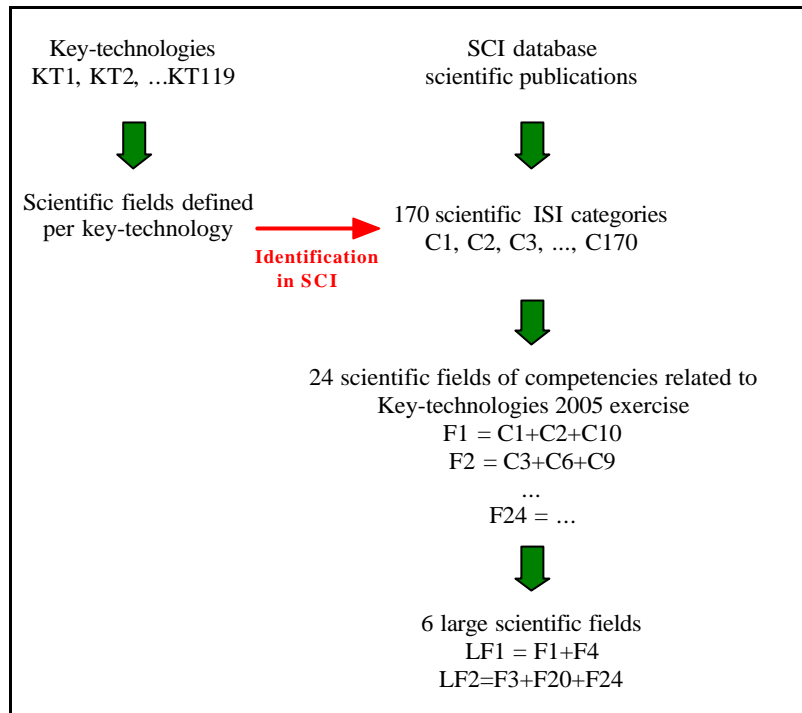 Key-technologies
KT1, KT2, ...KT119
SCI database
scientific publications
Scientific fields defined
per key-technology
Identification
in SCI
170 scientific ISI categories
C1, C2, C3, ..., C170
24 scientific fields of competencies related to
Key-technologies 2005 exercise
F1 = C1+C2+C10
F2 = C3+C6+C9
...
F24 = ...
6 large scientific fields
LF1 = F1+F4
LF2=F3+F20+F24